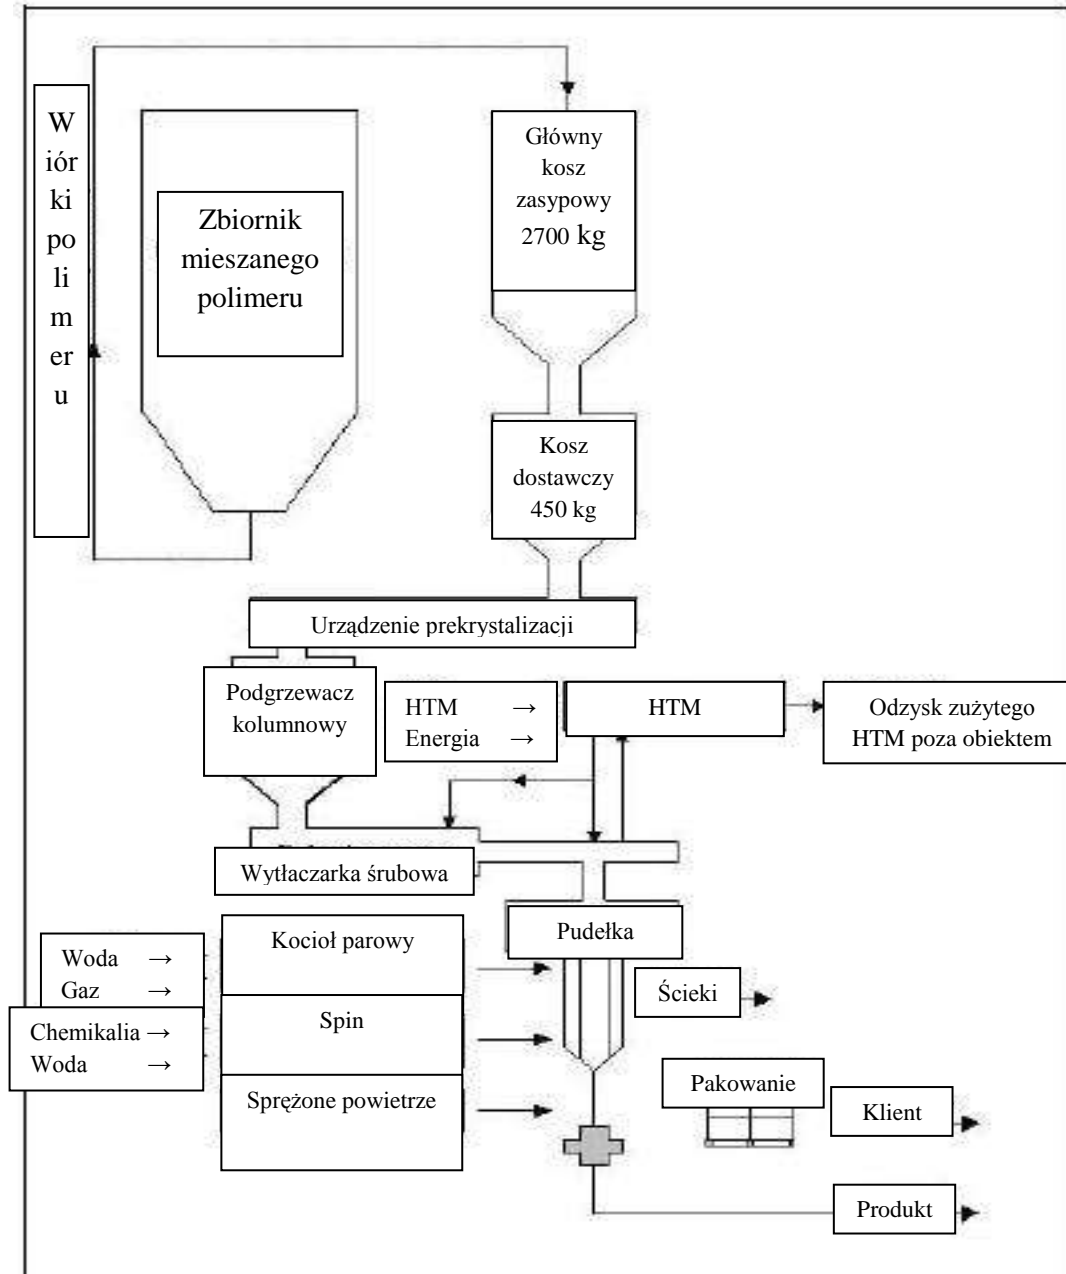 W
iór
ki
po
li
m
er
u
Zbiornik
mieszanego
polimeru
Główny
kosz
zasypowy
2700 kg
Kosz
dostawczy
450 kg
Urządzenie prekrystalizacji
Podgrzewacz
kolumnowy
HTM →
Energia →
HTM
Odzysk zużytego
HTM poza obiektem
Wytłaczarka śrubowa
Pudełka
Kocioł parowy
Woda →
Gaz →
Ścieki
Chemikalia →
Woda →
Spin
Sprężone powietrze
Pakowanie
Klient
Produkt